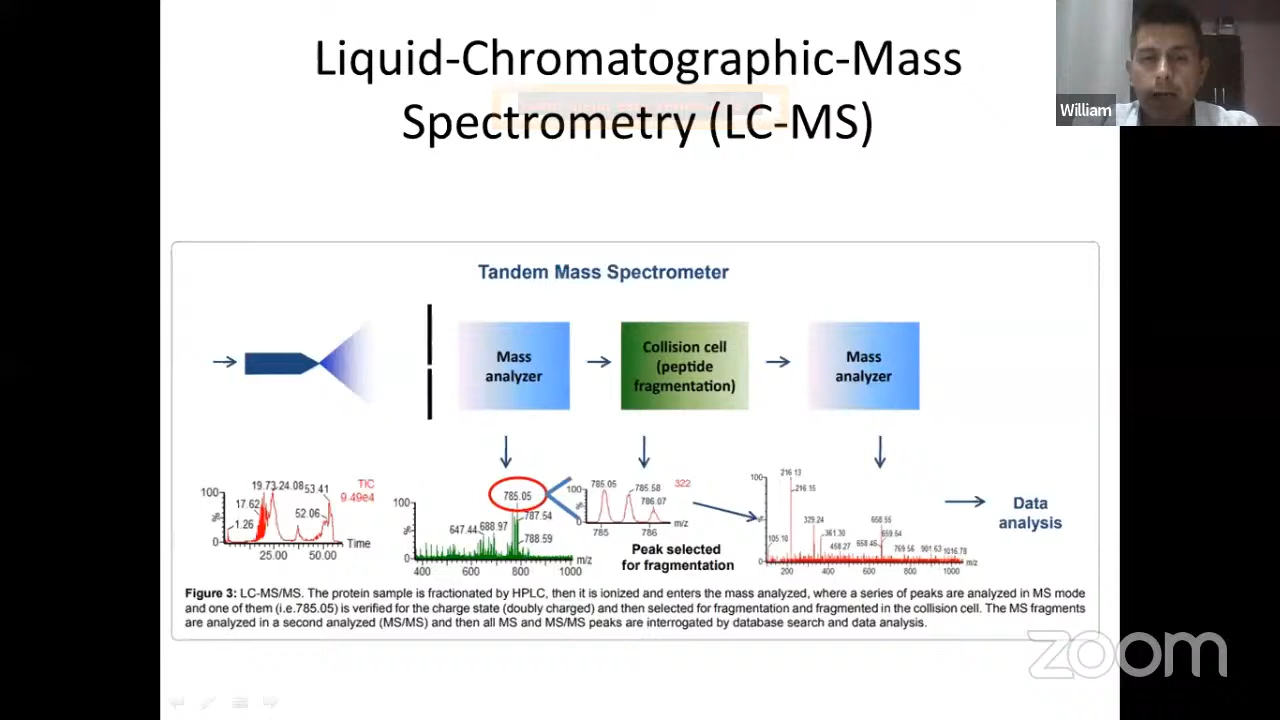 Liquid-Chromatographic-Mass
Spectrometry (LC-MS)
William
Tandem Mass Spectrometer
Mass
analyzer
Collision cell
(peptide
fragmentation)
Mass
analyzer
TIC
9.49e4
100
%
0
1.26
17.62
19.73
24.08
53.41
52.06
25.00
50.00
Time
100
%
0
785.05
647.44
688.97
787.54
788.59
400
600
800
1000
m/z
100
%
0
785.05
785.58
786.07
322
785
786
m/z
Peak selected
for fragmentation
100
%
0
216.13
216.15
105.10
329.24
361.30
468.27
658.55
659.54
658.46
769.56
901.63
1016.78
200
400
600
800
1000
m/z
Data
analysis
Figure 3: LC-MS/MS. The protein sample is fractionated by HPLC, then it is ionized and enters the mass analyzed, where a series of peaks are analyzed in MS mode
and one of them (i.e.785.05) is verified for the charge state (doubly charged) and then selected for fragmentation and fragmented in the collision cell. The MS fragments
are analyzed in a second analyzed (MS/MS) and then all MS and MS/MS peaks are interrogated by database search and data analysis.
zoom